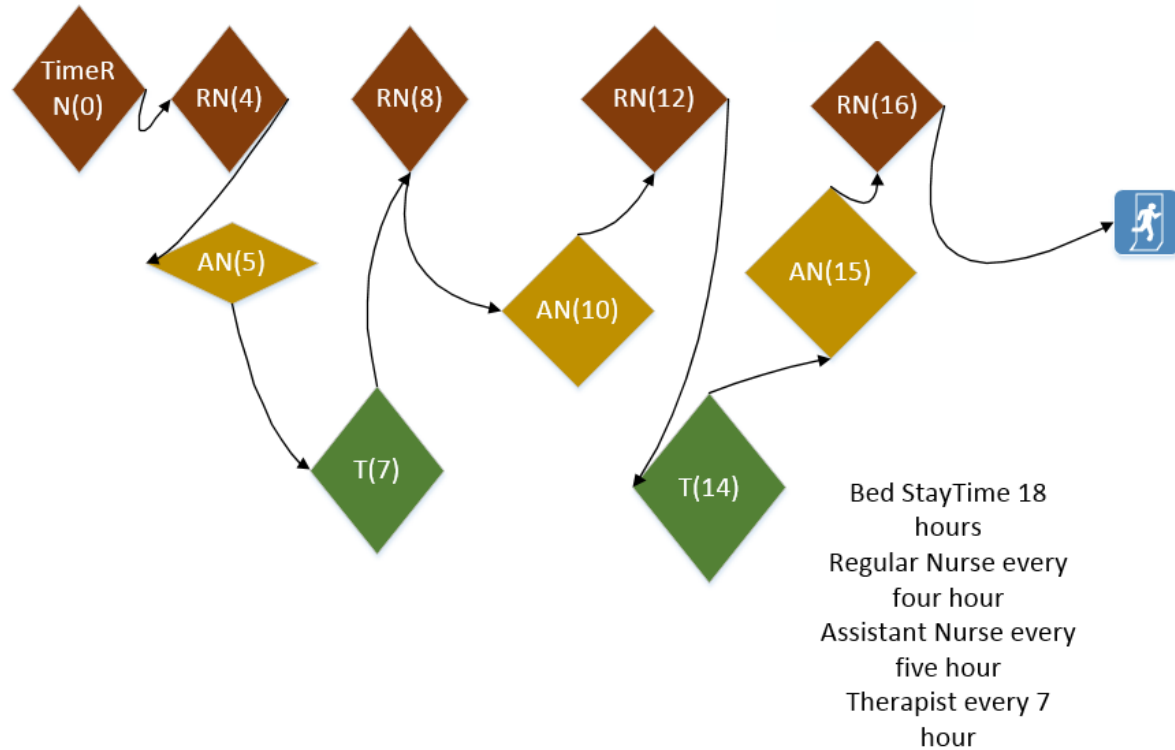 TimeR
N(0)
RN(4)
RN(8)
RN(12)
RN(16)
AN(5)
AN(10)
AN(15)
T(7)
T(14)
Bed StayTime 18
hours
Regular Nurse every
four hour
Assistant Nurse every
five hour
Therapist every 7
hour